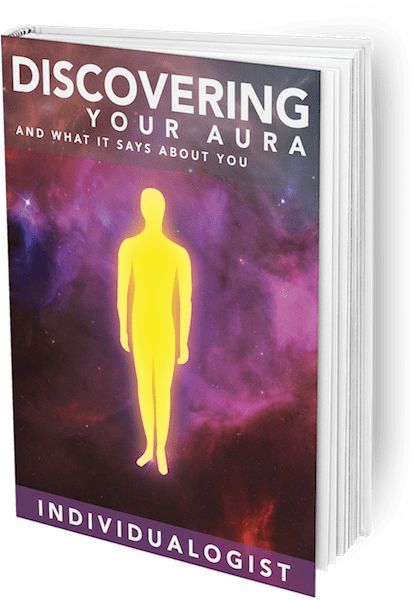 DISCOVERING
YOUR AURA
AND WHAT IT SAYS ABOUT YOU
INDIVIDUALOGIST